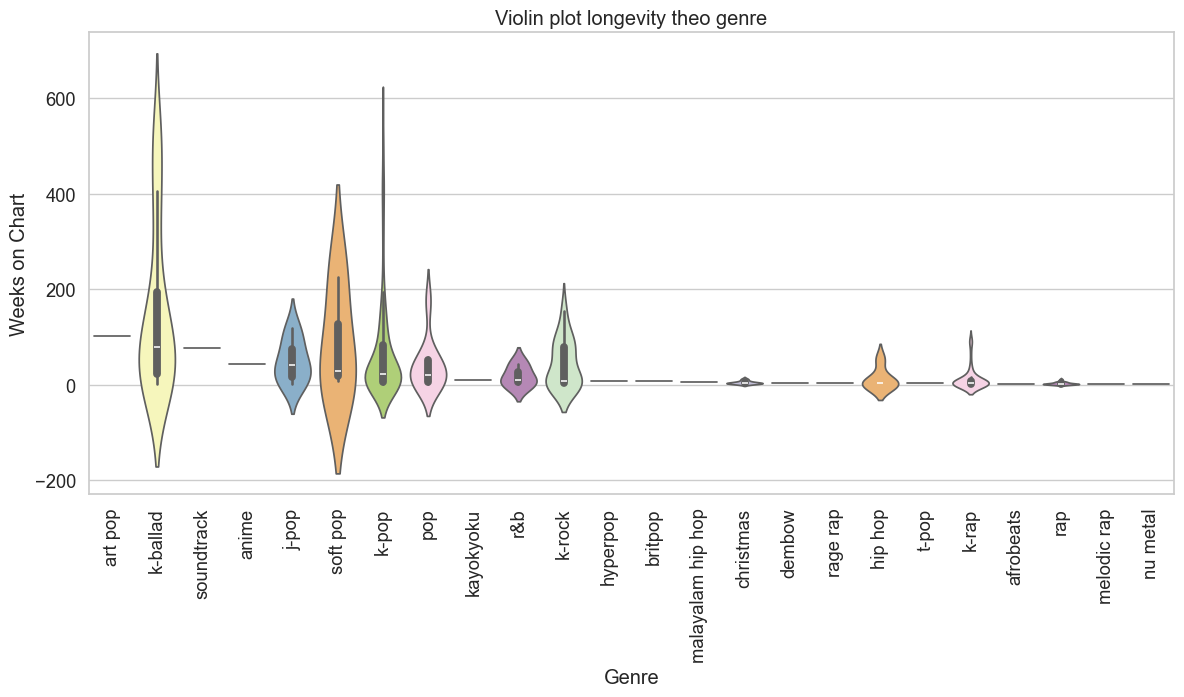 Violin plot longevity theo genre
Weeks on Chart
600
400
200
0
−200
art pop
k-ballad
soundtrack
anime
j-pop
soft pop
k-pop
pop
kayokyoku
r&b
k-rock
hyperpop
britpop
malayalam hip hop
christmas
dembow
rage rap
hip hop
t-pop
k-rap
afrobeats
rap
melodic rap
nu metal
Genre